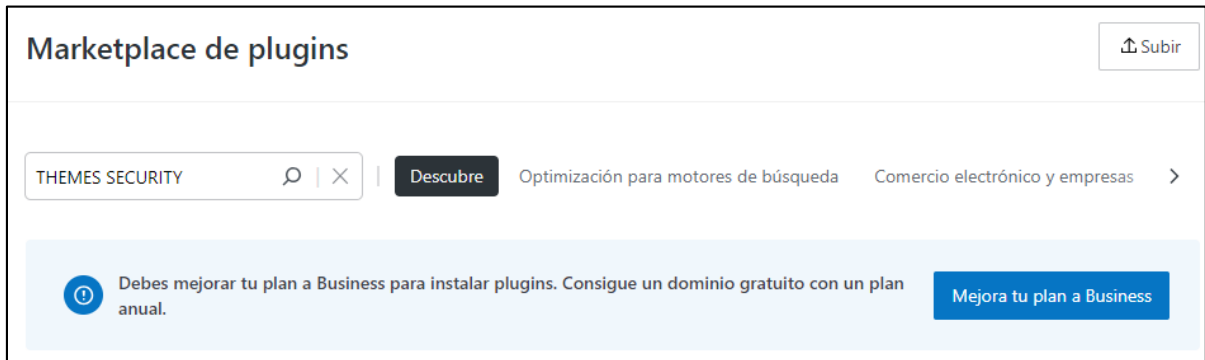 Marketplace de plugins
Subir
THEMES SECURITY
Descubre
Optimización para motores de búsqueda
Comercio electrónico y empresas
Debes mejorar tu plan a Business para instalar plugins. Consigue un dominio gratuito con un plan
anual.
Mejora tu plan a Business